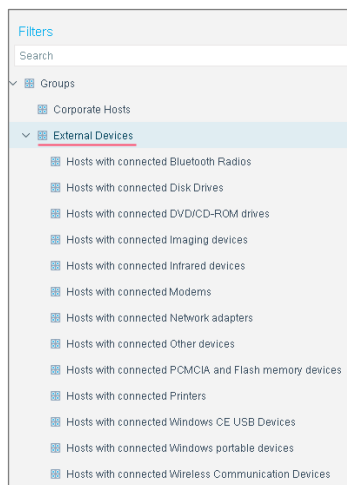 Filters
Search
Groups
Corporate Hosts
External Devices
Hosts with connected Bluetooth Radios
Hosts with connected Disk Drives
Hosts with connected DVD/CD-ROM drives
Hosts with connected Imaging devices
Hosts with connected Infrared devices
Hosts with connected Modems
Hosts with connected Network adapters
Hosts with connected Other devices
Hosts with connected PCMCIA and Flash memory devices
Hosts with connected Printers
Hosts with connected Windows CE USB Devices
Hosts with connected Windows portable devices
Hosts with connected Wireless Communication Devices